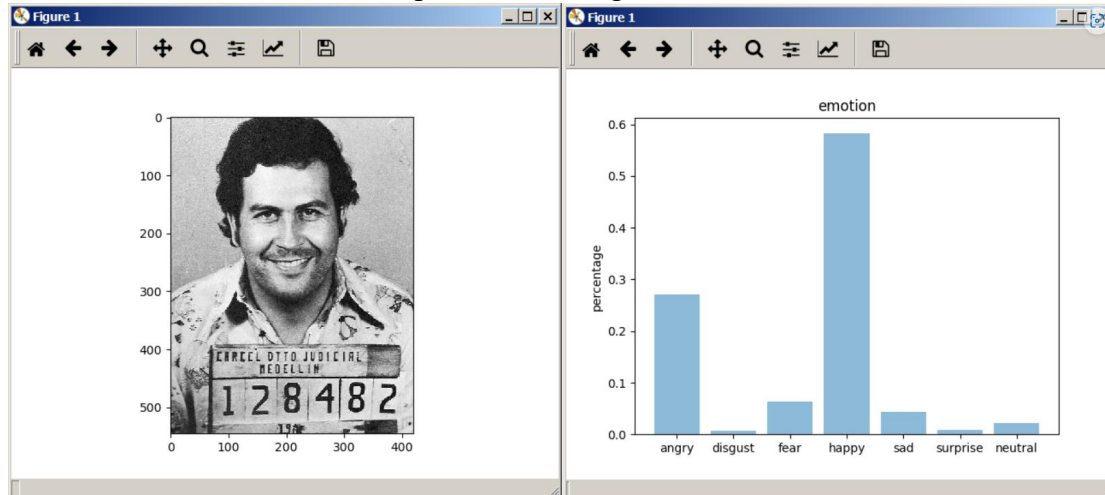 Figure 1
0
100
200
300
400
500
0 100 200 300 400
CARCEL DTTO. JUDICIAL
MEDELLIN
128482
Figure 1
emotion
percentage
0.6
0.5
0.4
0.3
0.2
0.1
0.0
angry disgust fear happy sad surprise neutral